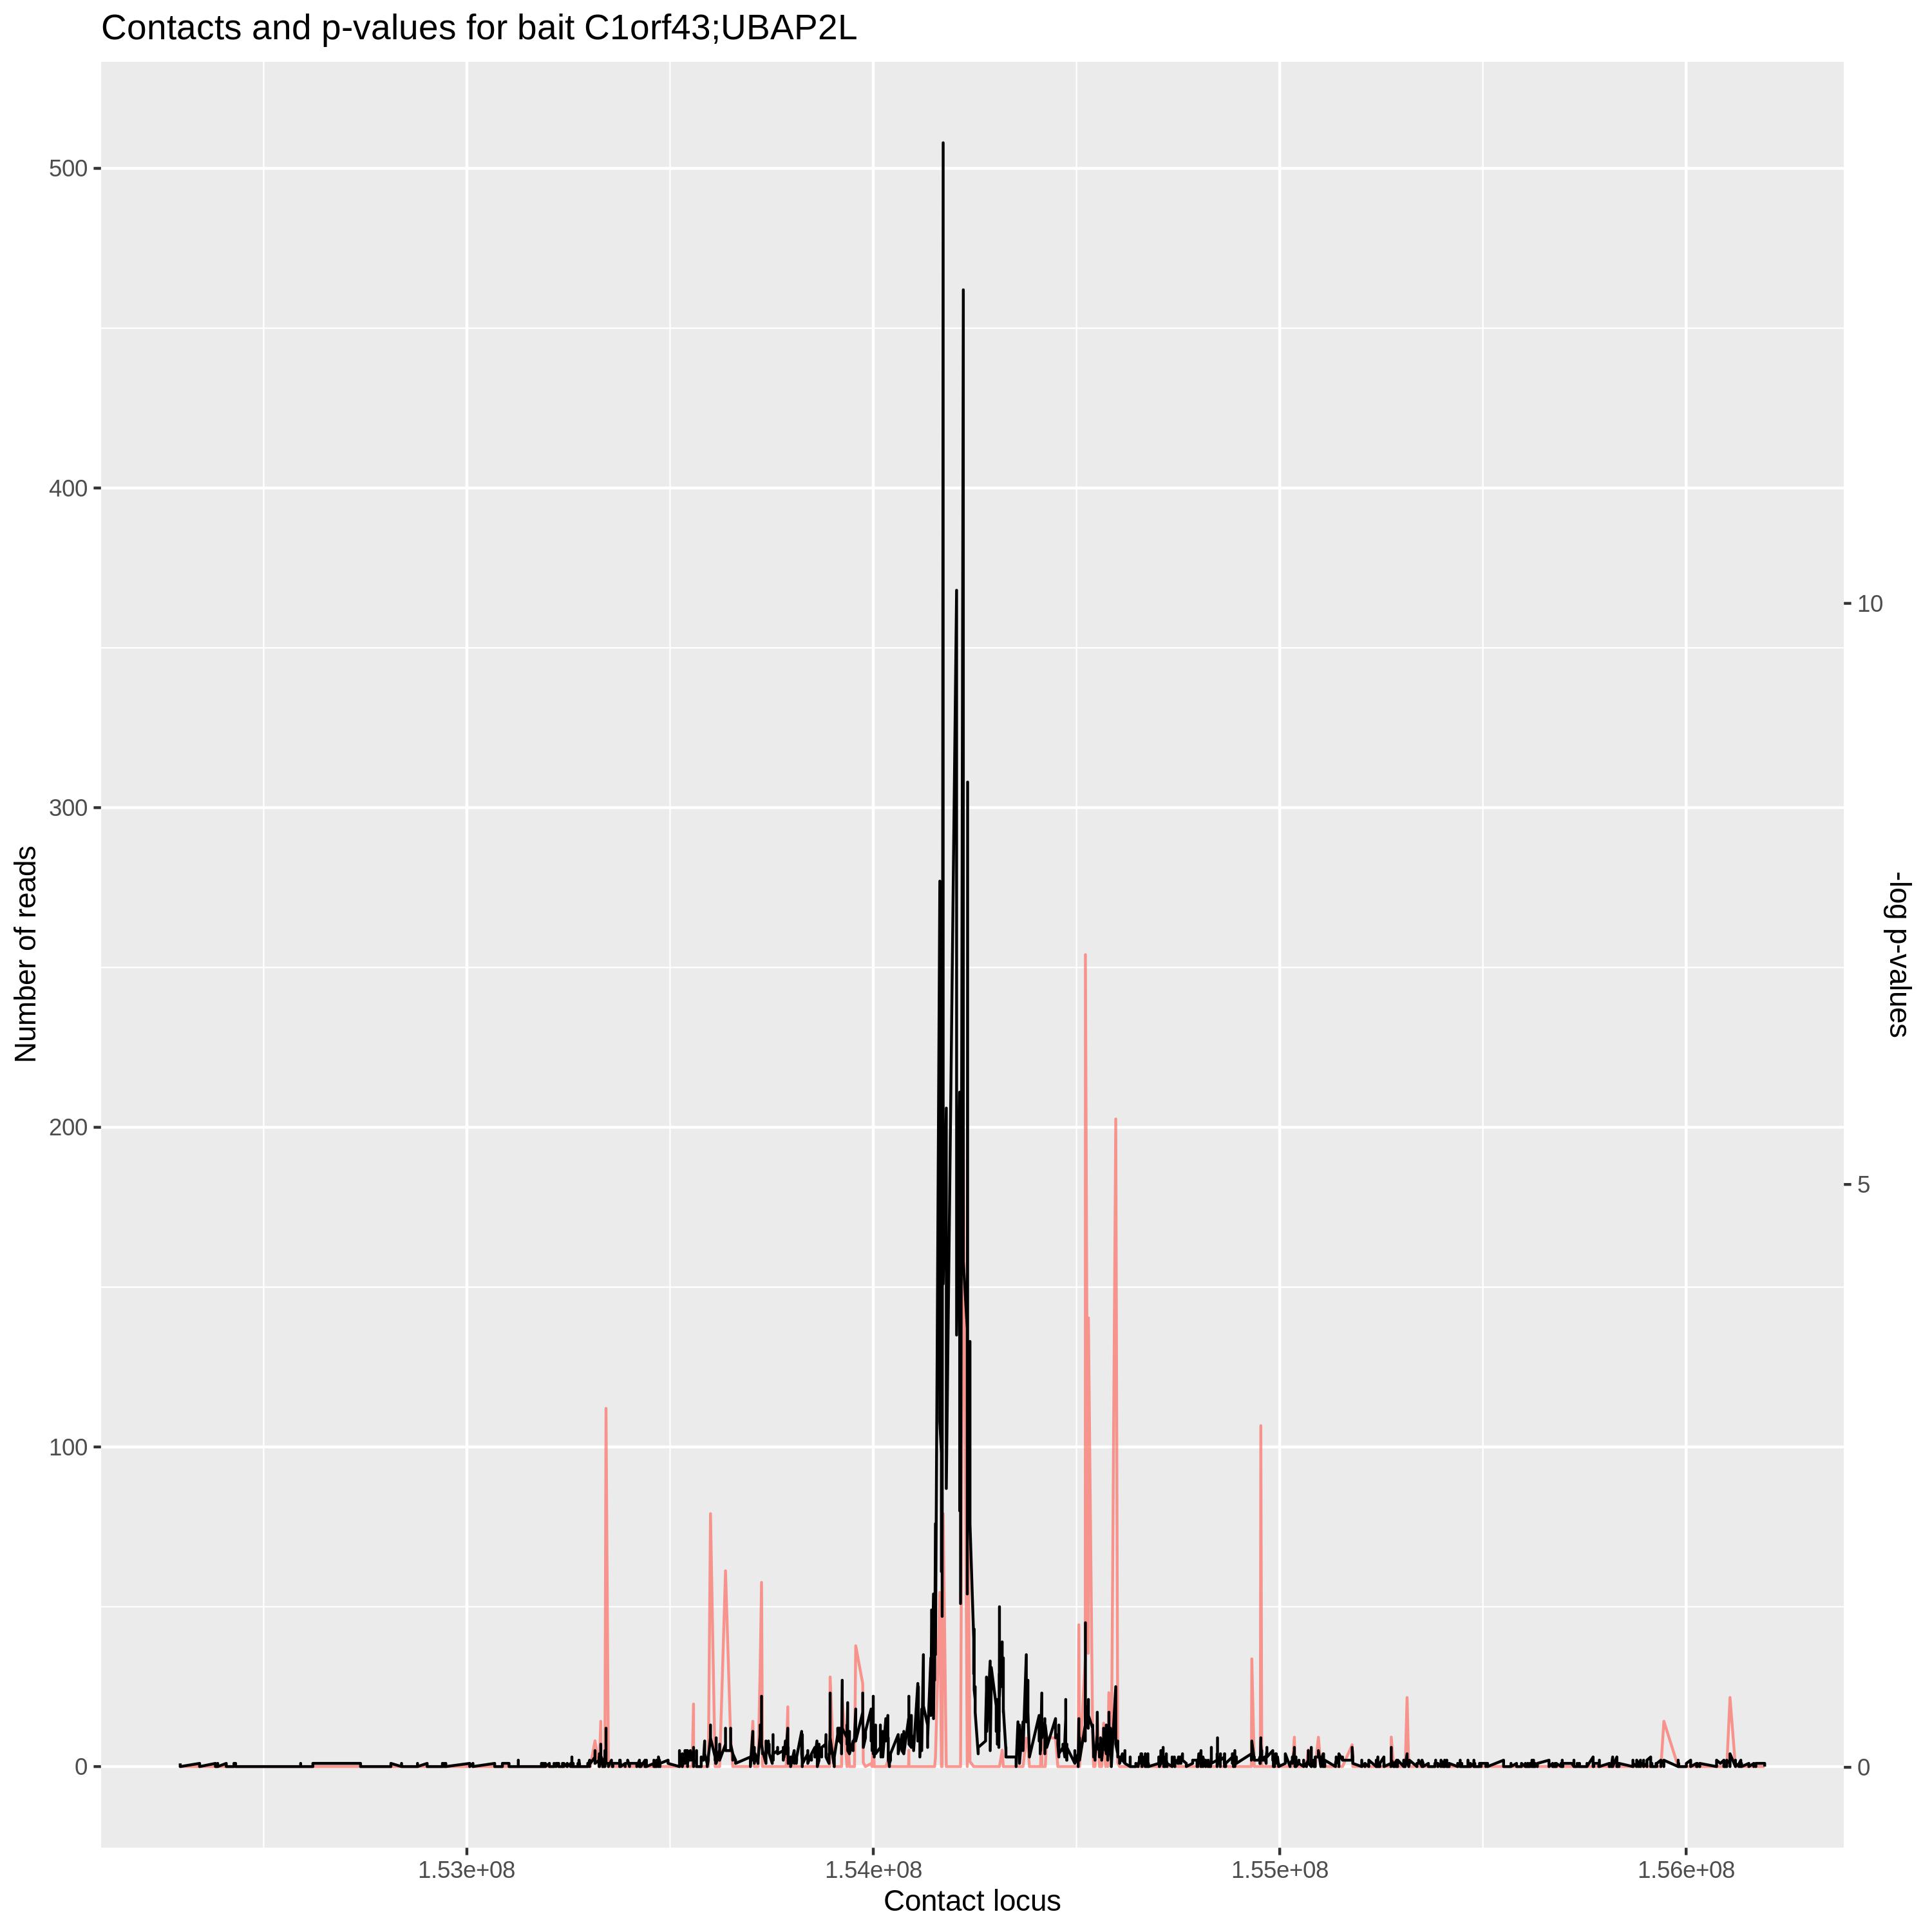 Contacts and p-values for bait C1orf43;UBAP2L
500
400
300
200
100
0
Number of reads
10
5
0
-log p-values
1.53e+08
1.54e+08
1.55e+08
1.56e+08
Contact locus